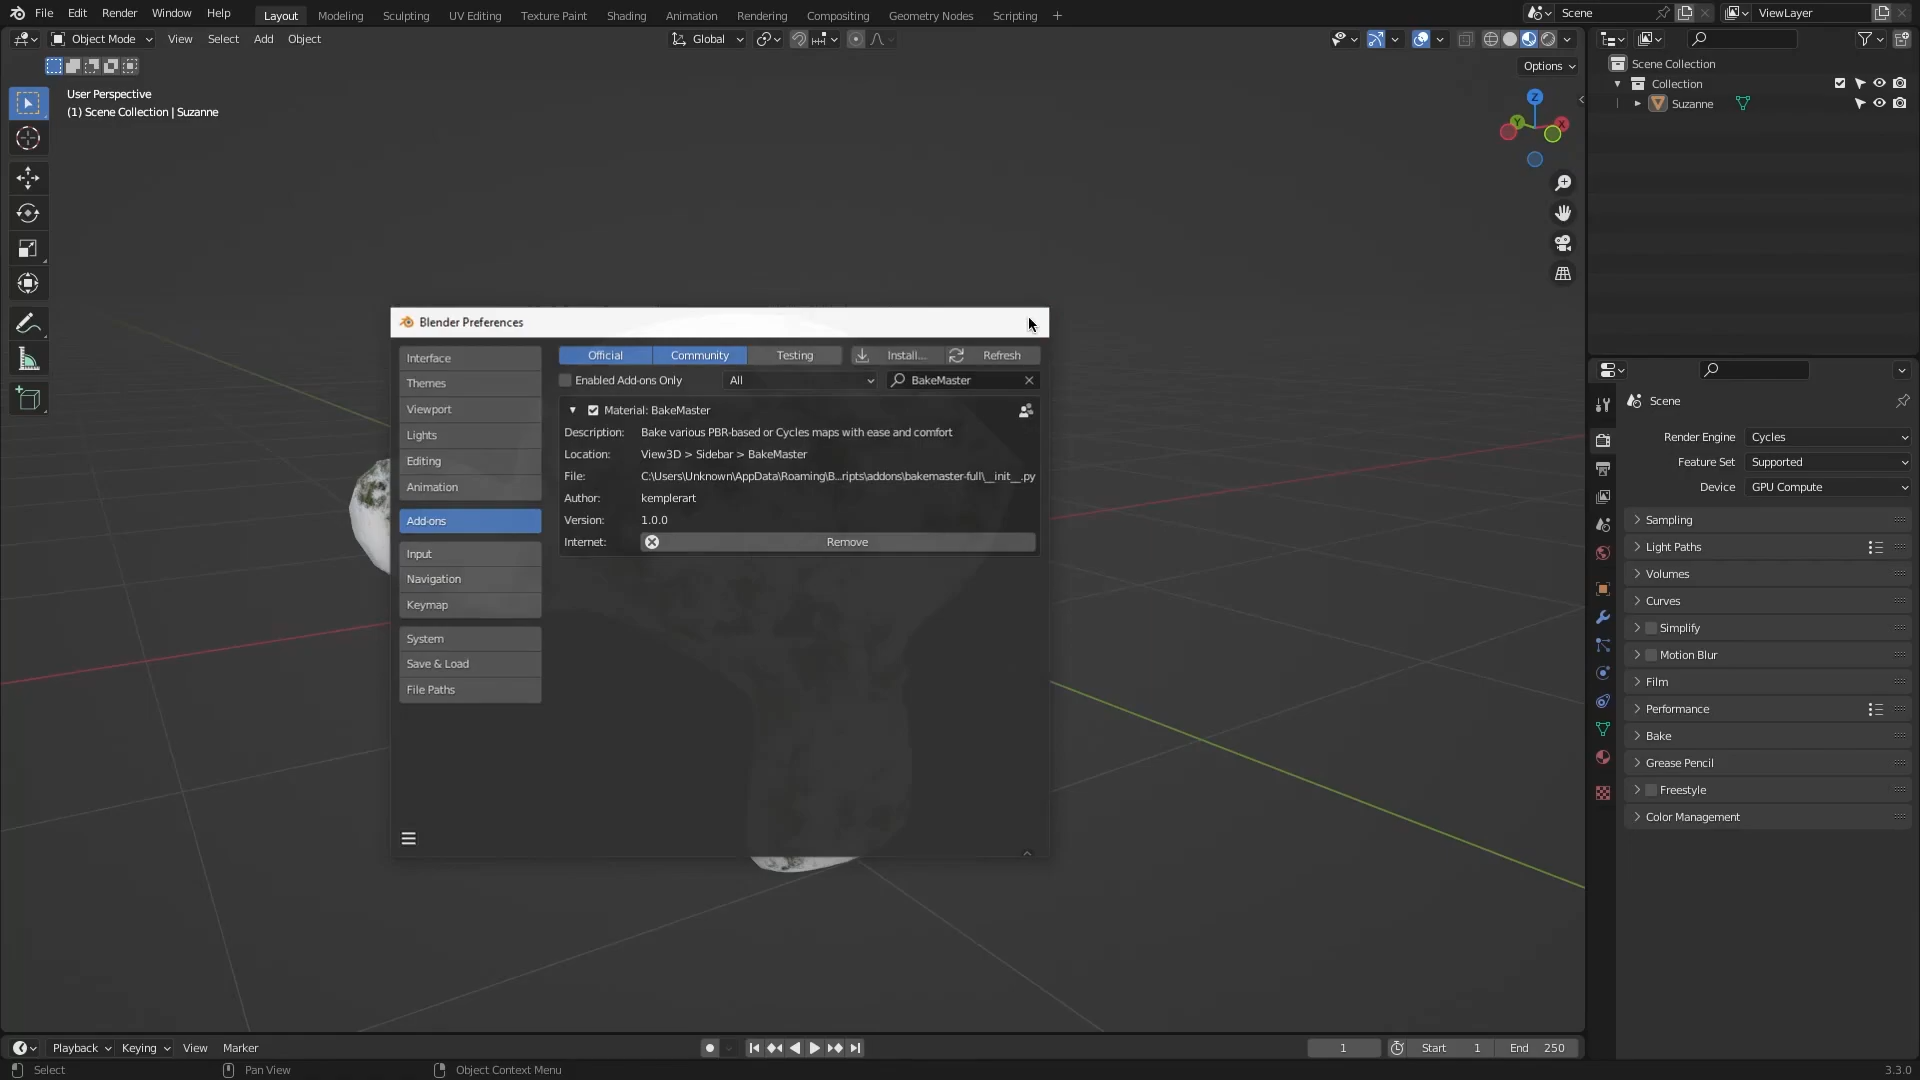 File Edit Render Window Help Layout Modeling Sculpting UV Editing Texture Paint Shading Animation Rendering Compositing Geometry Nodes Scripting Scene ViewLayer
Object Mode View Select Add Object Global
Options
User Perspective
(1) Scene Collection | Suzanne
Z
Y
X
Scene Collection
Collection
Suzanne
Blender Preferences
Interface
Themes
Viewport
Lights
Editing
Animation
Add-ons
Input
Navigation
Keymap
System
Save & Load
File Paths
Official Community Testing Install... Refresh
Enabled Add-ons Only All BakeMaster
Material: BakeMaster
Description: Bake various PBR-based or Cycles maps with ease and comfort
Location: View3D > Sidebar > BakeMaster
File: C:\Users\Unknown\AppData\Roaming\B...ripts\addons\bakemaster-full\__init__.py
Author: kemplerart
Version: 1.0.0
Internet: Remove
Scene
Render Engine Cycles
Feature Set Supported
Device GPU Compute
Sampling
Light Paths
Volumes
Curves
Simplify
Motion Blur
Film
Performance
Bake
Grease Pencil
Freestyle
Color Management
Playback Keying View Marker 1 Start 1 End 250
Select Pan View Object Context Menu 3.3.0